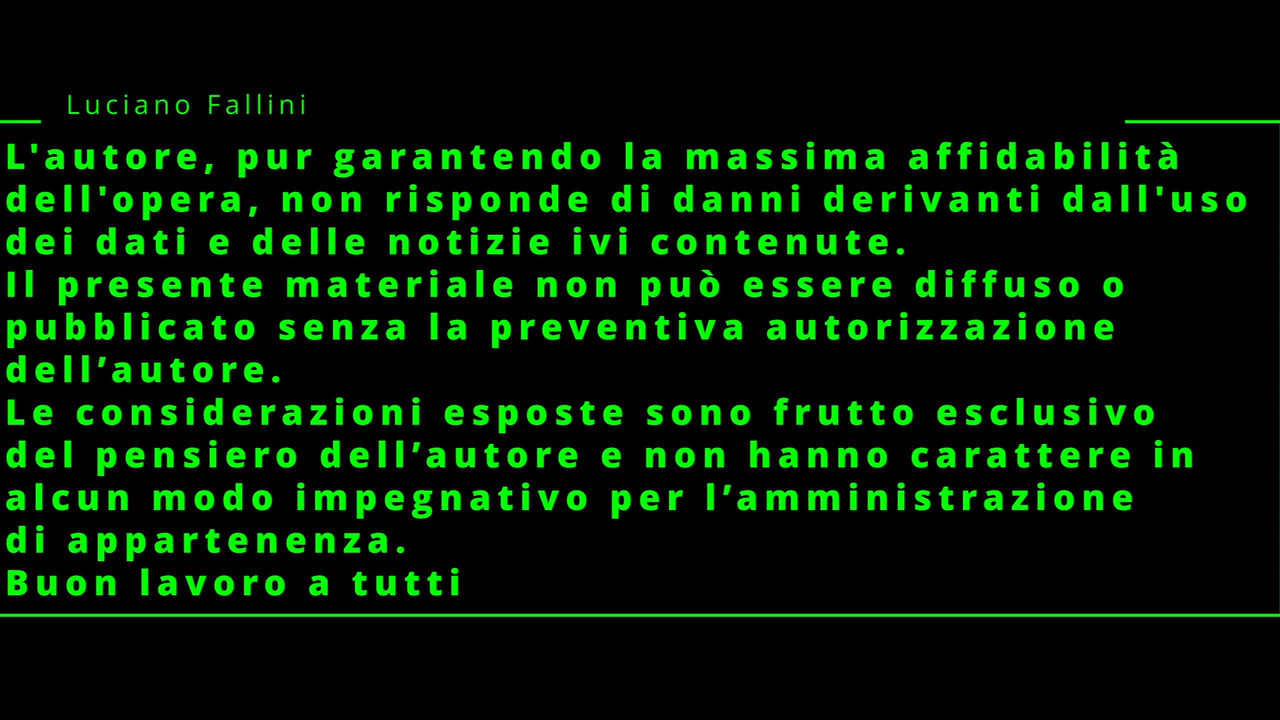 Luciano Fallini
L'autore, pur garantendo la massima affidabilità
dell'opera, non risponde di danni derivanti dall'uso
dei dati e delle notizie ivi contenute.
Il presente materiale non può essere diffuso o
pubblicato senza la preventiva autorizzazione
dell’autore.
Le considerazioni esposte sono frutto esclusivo
del pensiero dell’autore e non hanno carattere in
alcun modo impegnativo per l’amministrazione
di appartenenza.
Buon lavoro a tutti